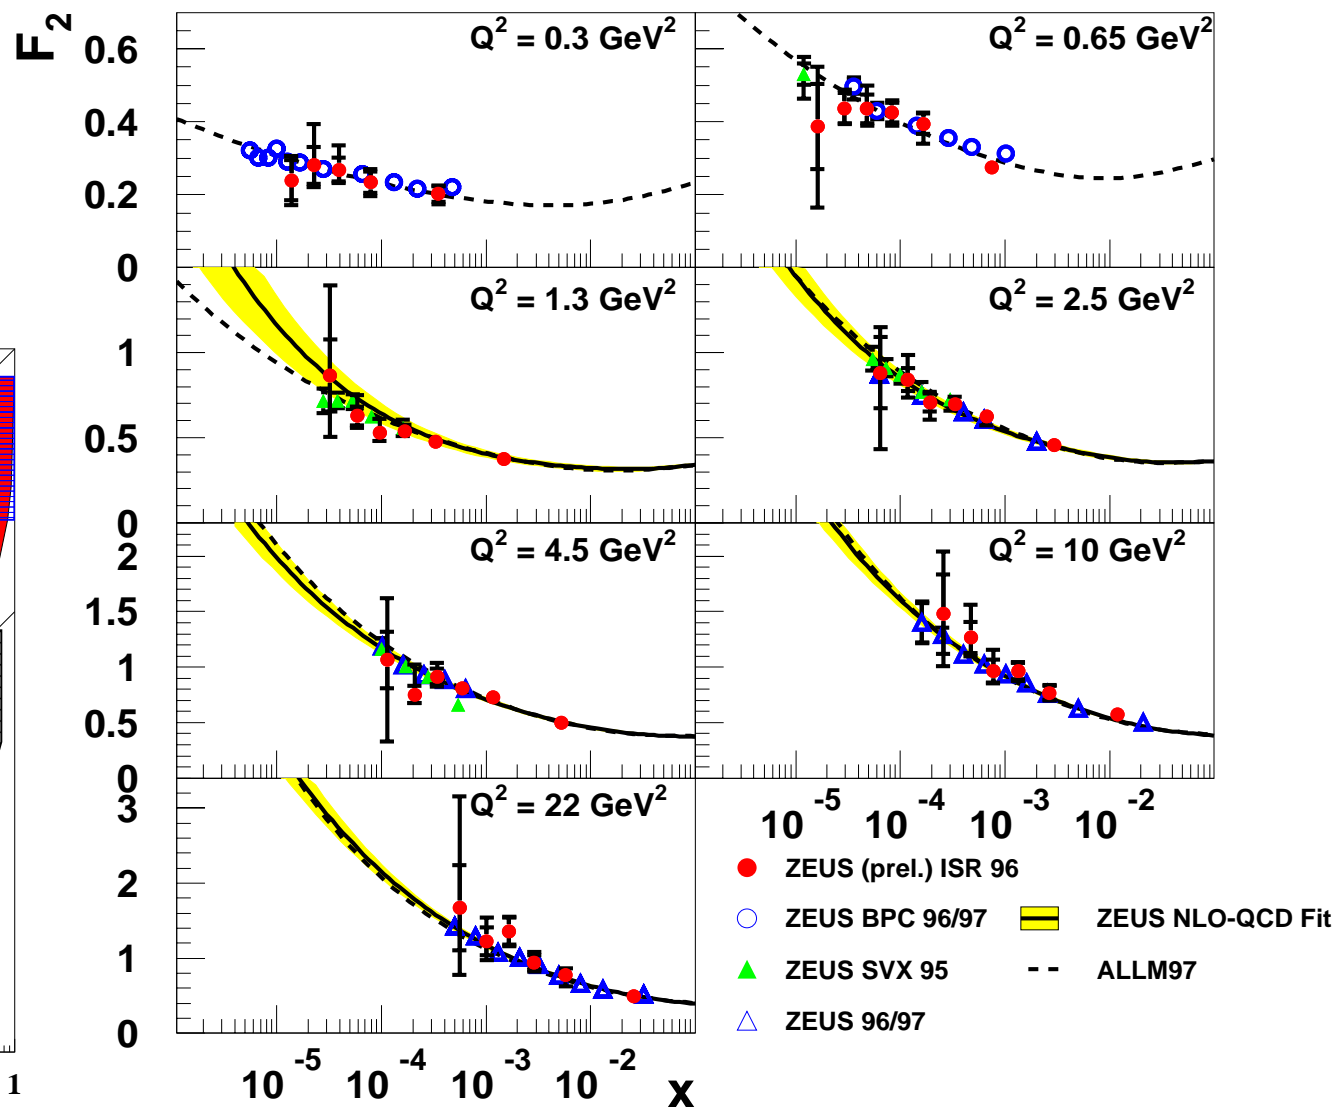 F2
Q2 = 0.3 GeV2
Q2 = 0.65 GeV2
0.6
0.4
0.2
0
Q2 = 1.3 GeV2
Q2 = 2.5 GeV2
1
0.5
0
Q2 = 4.5 GeV2
Q2 = 10 GeV2
2
1.5
1
0.5
0
Q2 = 22 GeV2
10-5 10-4 10-3 10-2
3
2
1
0
ZEUS (prel.) ISR 96
ZEUS BPC 96/97
ZEUS NLO-QCD Fit
ZEUS SVX 95
ALLM97
ZEUS 96/97
10-5 10-4 10-3 10-2
x
1